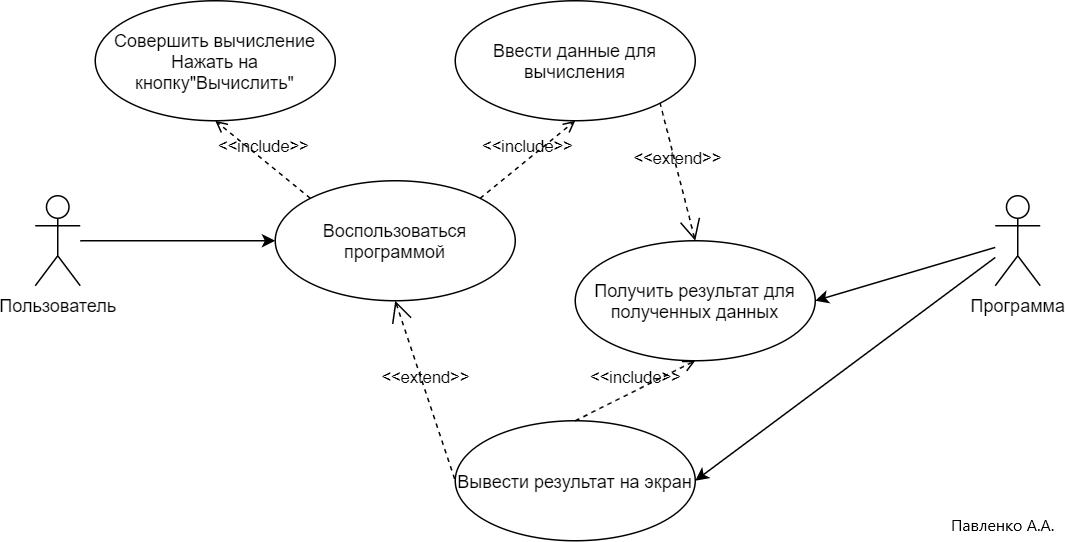 Совершить вычисление
Нажать на
кнопку"Вычислить"
Ввести данные для
вычисления
<<include>>
<<include>>
<<extend>>
Воспользоваться
программой
Пользователь
Получить результат для
полученных данных
Программа
<<extend>>
<<include>>
Вывести результат на экран
Павленко А.А.